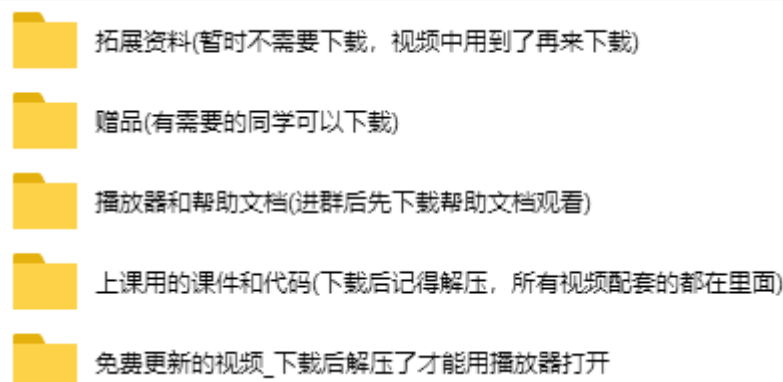 拓展资料(暂时不需要下载，视频中用到了再来下载)
赠品(有需要的同学可以下载)
播放器和帮助文档(进群后先下载帮助文档观看)
上课用的课件和代码(下载后记得解压，所有视频配套的都在里面)
免费更新的视频_下载后解压了才能用播放器打开